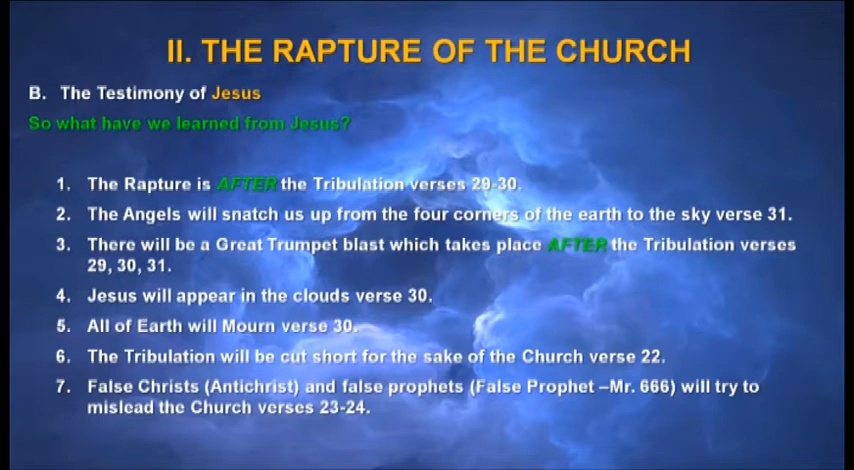 II. THE RAPTURE OF THE CHURCH
B. The Testimony of Jesus
So what have we learned from Jesus?
1. The Rapture is AFTER the Tribulation verses 29-30.
2. The Angels will snatch us up from the four corners of the earth to the sky verse 31.
3. There will be a Great Trumpet blast which takes place AFTER the Tribulation verses
29, 30, 31.
4. Jesus will appear in the clouds verse 30.
5. All of Earth will Mourn verse 30.
6. The Tribulation will be cut short for the sake of the Church verse 22.
7. False Christs (Antichrist) and false prophets (False Prophet –Mr. 666) will try to
mislead the Church verses 23-24.